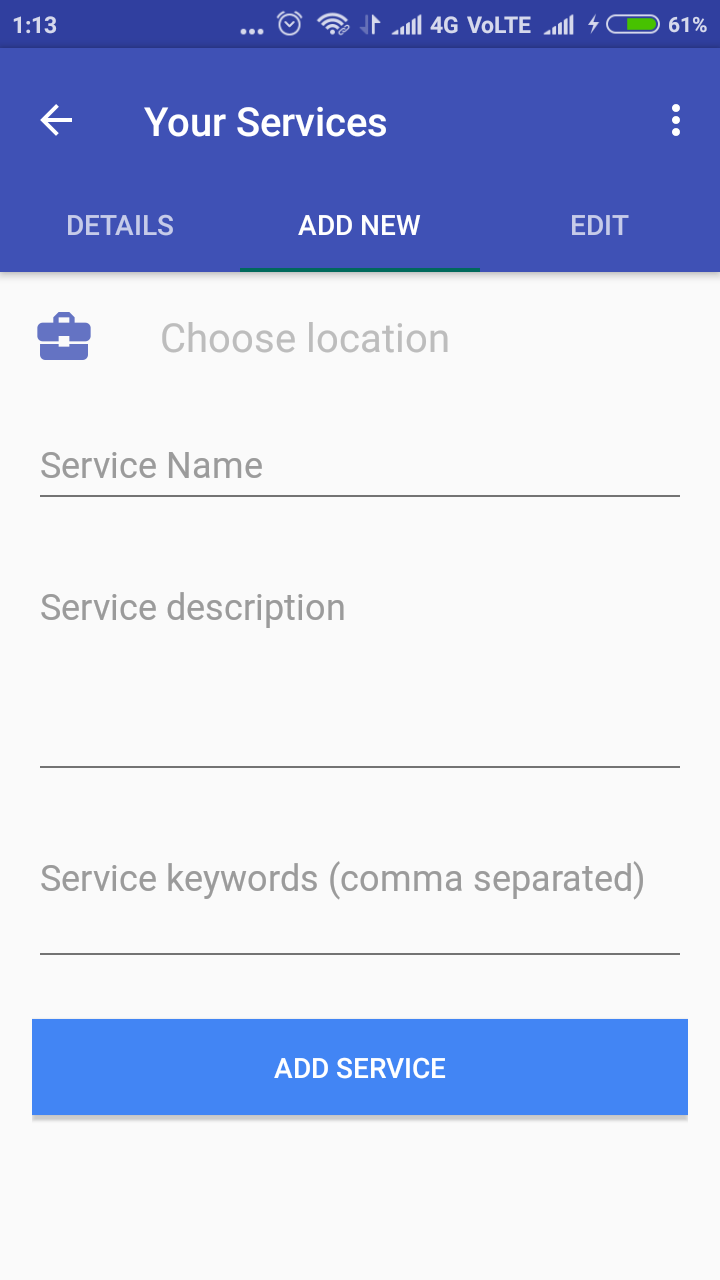 1:13 ... 4G VoLTE 61%
Your Services
DETAILS ADD NEW EDIT
Choose location
Service Name
Service description
Service keywords (comma separated)
ADD SERVICE